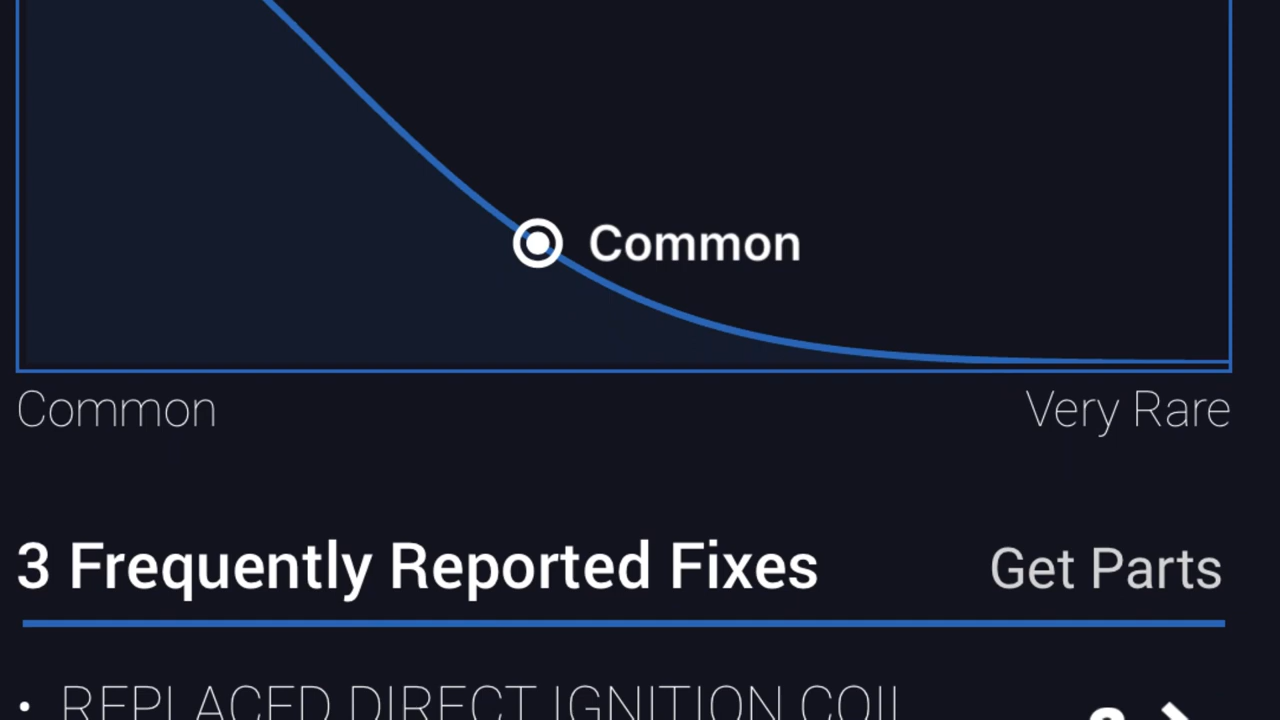 Common
Common
Very Rare
3 Frequently Reported Fixes
Get Parts
• REPLACED DIRECT IGNITION COIL